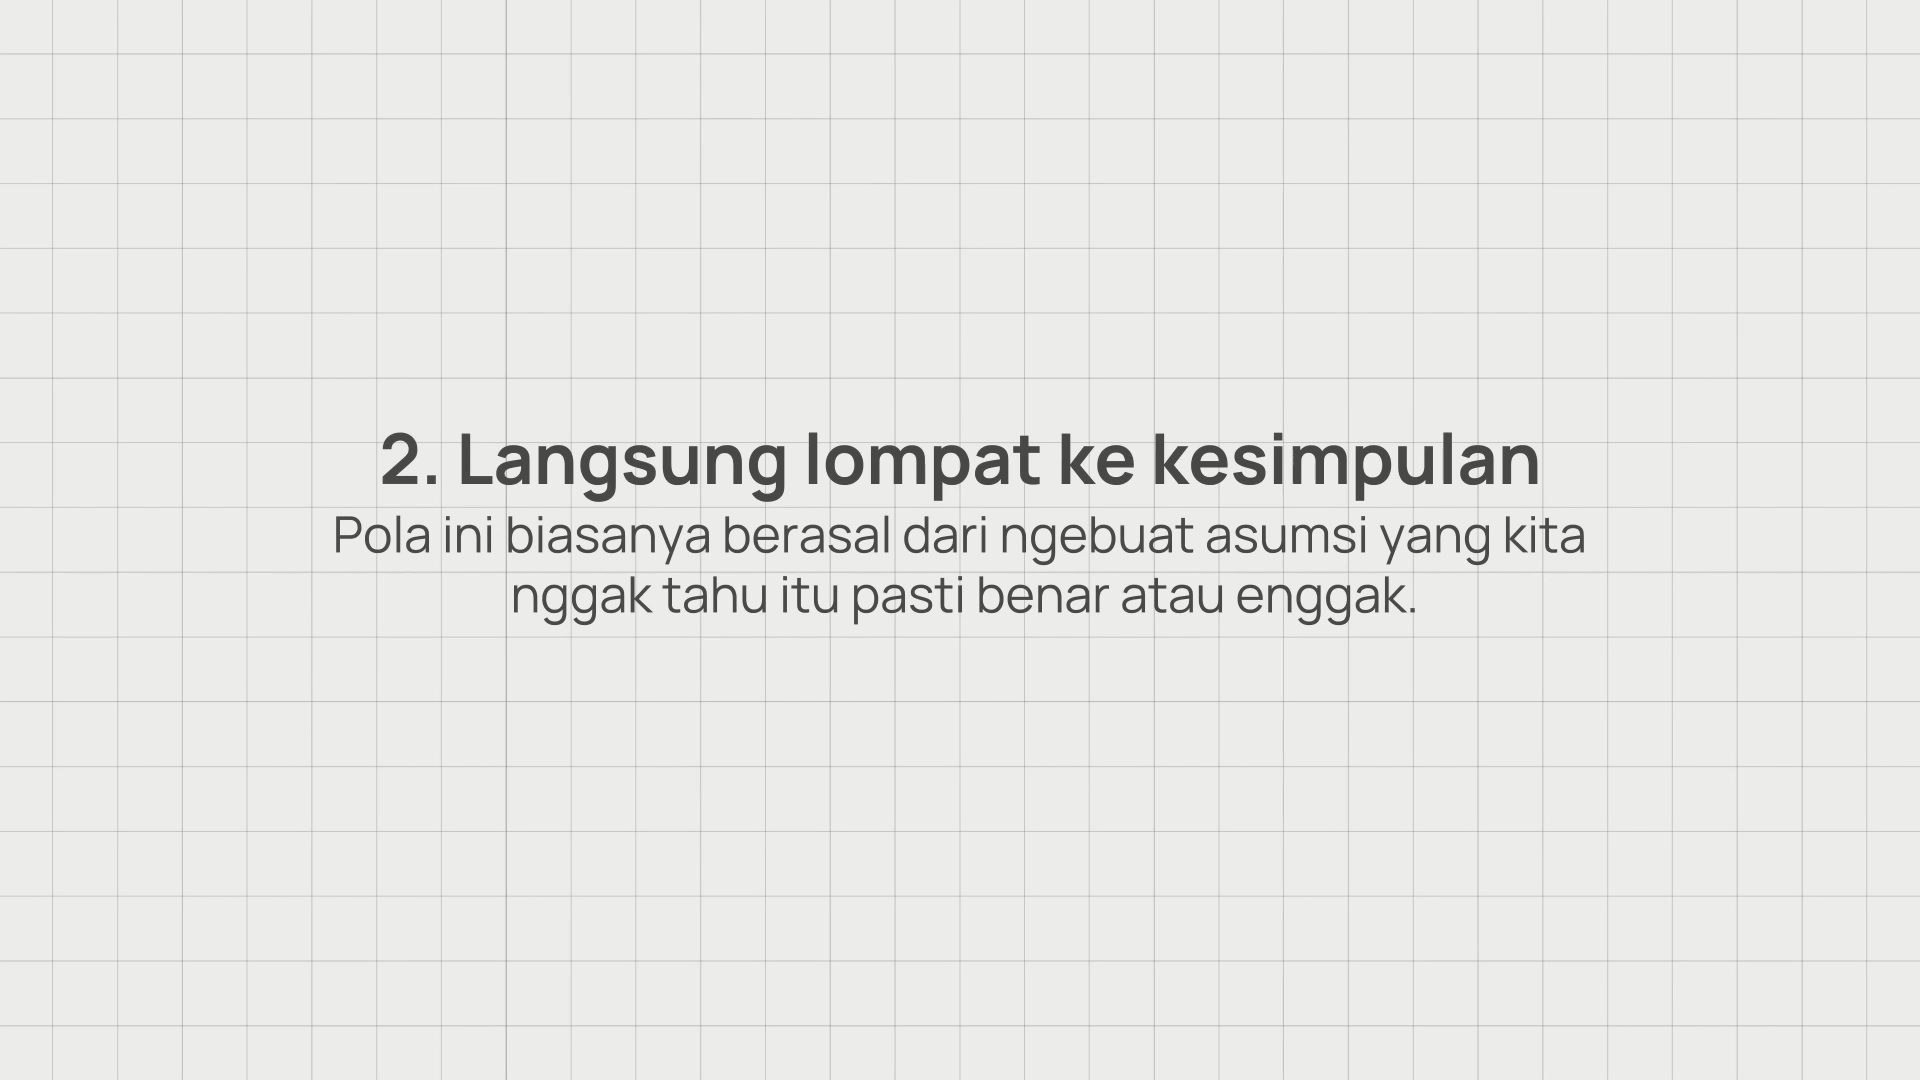 2. Langsung lompat ke kesimpulan
Pola ini biasanya berasal dari ngebuat asumsi yang kita
nggak tahu itu pasti benar atau enggak.